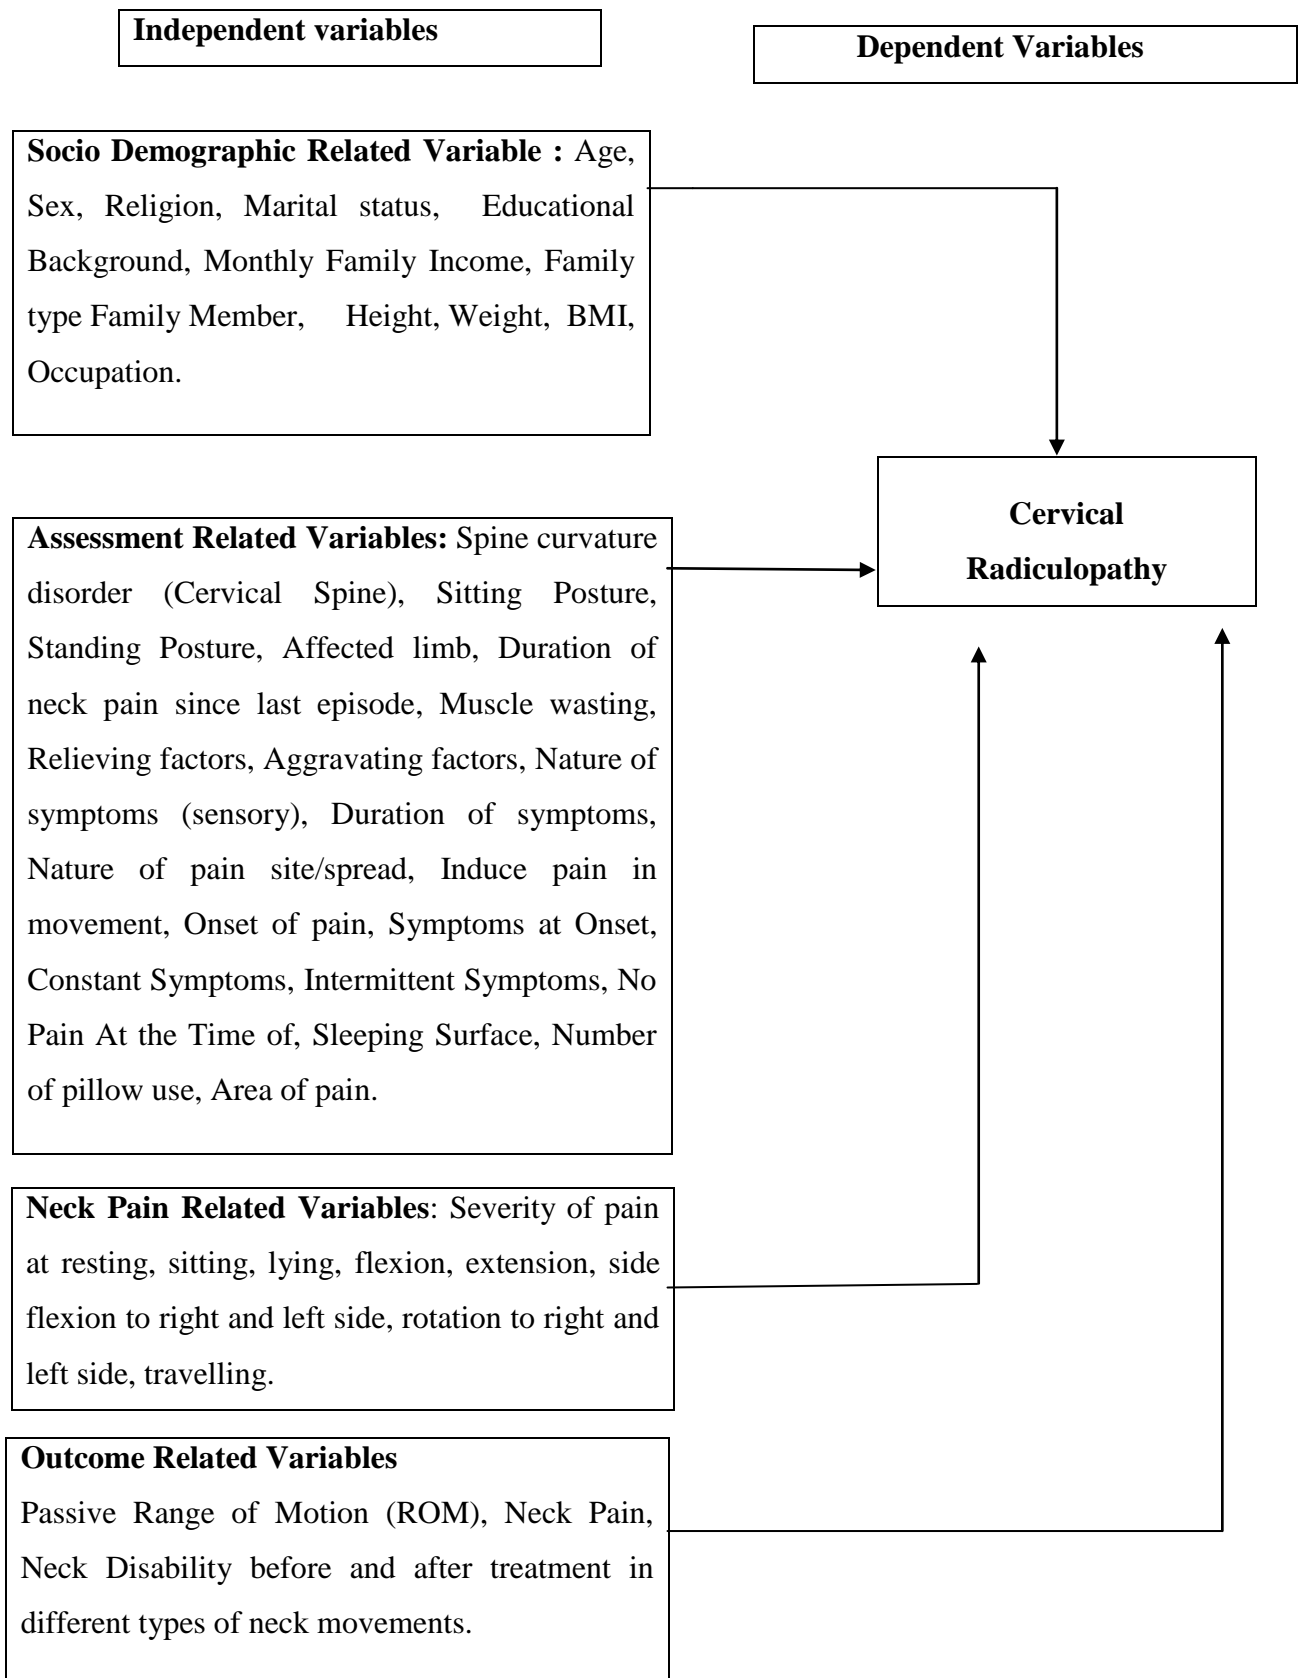 Independent variables
Dependent Variables
Socio Demographic Related Variable : Age,
Sex, Religion, Marital status, Educational
Background, Monthly Family Income, Family
type Family Member, Height, Weight, BMI,
Occupation.
Cervical
Radiculopathy
Assessment Related Variables: Spine curvature
disorder (Cervical Spine), Sitting Posture,
Standing Posture, Affected limb, Duration of
neck pain since last episode, Muscle wasting,
Relieving factors, Aggravating factors, Nature of
symptoms (sensory), Duration of symptoms,
Nature of pain site/spread, Induce pain in
movement, Onset of pain, Symptoms at Onset,
Constant Symptoms, Intermittent Symptoms, No
Pain At the Time of, Sleeping Surface, Number
of pillow use, Area of pain.
Neck Pain Related Variables: Severity of pain
at resting, sitting, lying, flexion, extension, side
flexion to right and left side, rotation to right and
left side, travelling.
Outcome Related Variables
Passive Range of Motion (ROM), Neck Pain,
Neck Disability before and after treatment in
different types of neck movements.